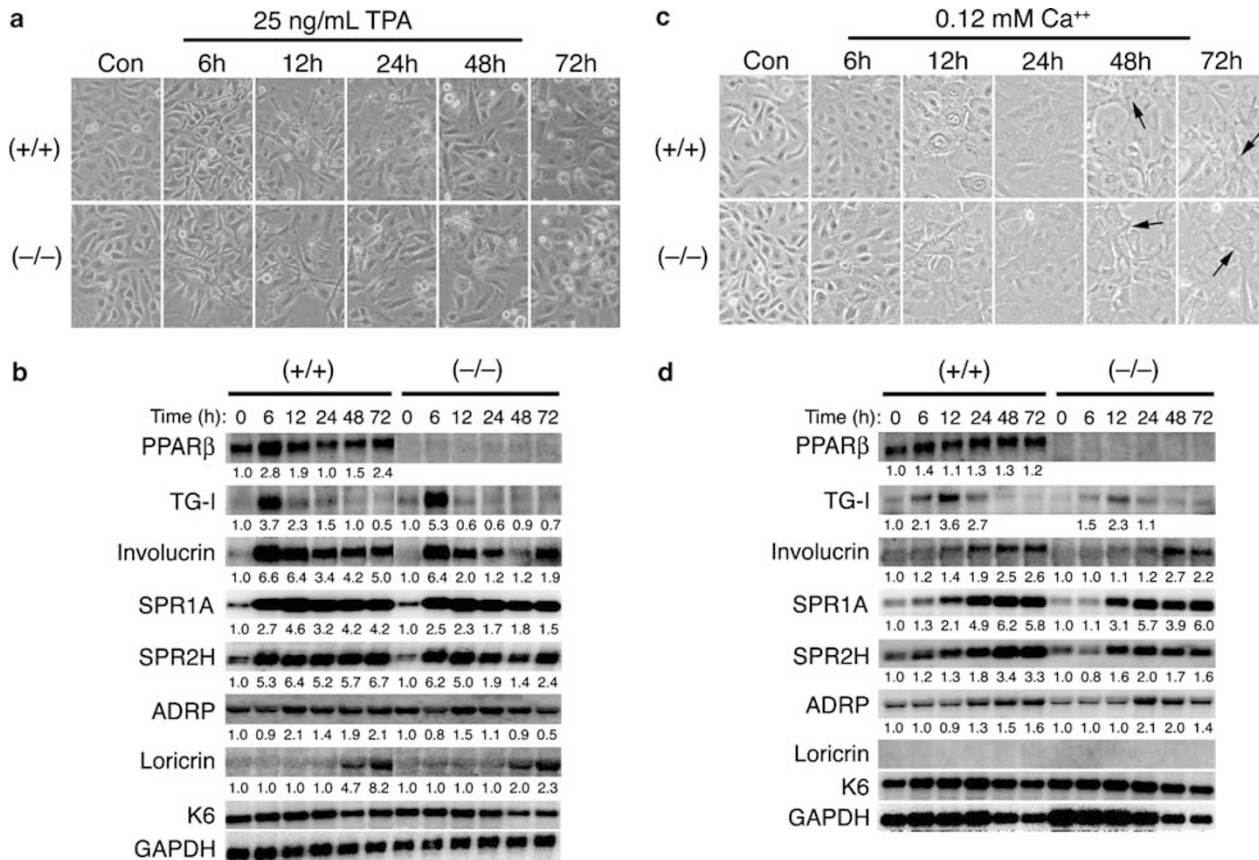 a
25 ng/mL TPA
Con 6h 12h 24h 48h 72h
(+/+)
(–/–)
b
(+/+) (–/–)
Time (h): 0 6 12 24 48 72 0 6 12 24 48 72
PPARβ
1.0 2.8 1.9 1.0 1.5 2.4
TG-I
1.0 3.7 2.3 1.5 1.0 0.5 1.0 5.3 0.6 0.6 0.9 0.7
Involucrin
1.0 6.6 6.4 3.4 4.2 5.0 1.0 6.4 2.0 1.2 1.2 1.9
SPR1A
1.0 2.7 4.6 3.2 4.2 4.2 1.0 2.5 2.3 1.7 1.8 1.5
SPR2H
1.0 5.3 6.4 5.2 5.7 6.7 1.0 6.2 5.0 1.9 1.4 2.4
ADRP
1.0 0.9 2.1 1.4 1.9 2.1 1.0 0.8 1.5 1.1 0.9 0.5
Loricrin
1.0 1.0 1.0 1.0 4.7 8.2 1.0 1.0 1.0 1.0 2.0 2.3
K6
GAPDH
c
0.12 mM Ca⁺⁺
Con 6h 12h 24h 48h 72h
(+/+)
(–/–)
d
(+/+) (–/–)
Time (h): 0 6 12 24 48 72 0 6 12 24 48 72
PPARβ
1.0 1.4 1.1 1.3 1.3 1.2
TG-I
1.0 2.1 3.6 2.7 1.5 2.3 1.1
Involucrin
1.0 1.2 1.4 1.9 2.5 2.6 1.0 1.0 1.1 1.2 2.7 2.2
SPR1A
1.0 1.3 2.1 4.9 6.2 5.8 1.0 1.1 3.1 5.7 3.9 6.0
SPR2H
1.0 1.2 1.3 1.8 3.4 3.3 1.0 0.8 1.6 2.0 1.7 1.6
ADRP
1.0 1.0 0.9 1.3 1.5 1.6 1.0 1.0 1.0 2.1 2.0 1.4
Loricrin
K6
GAPDH